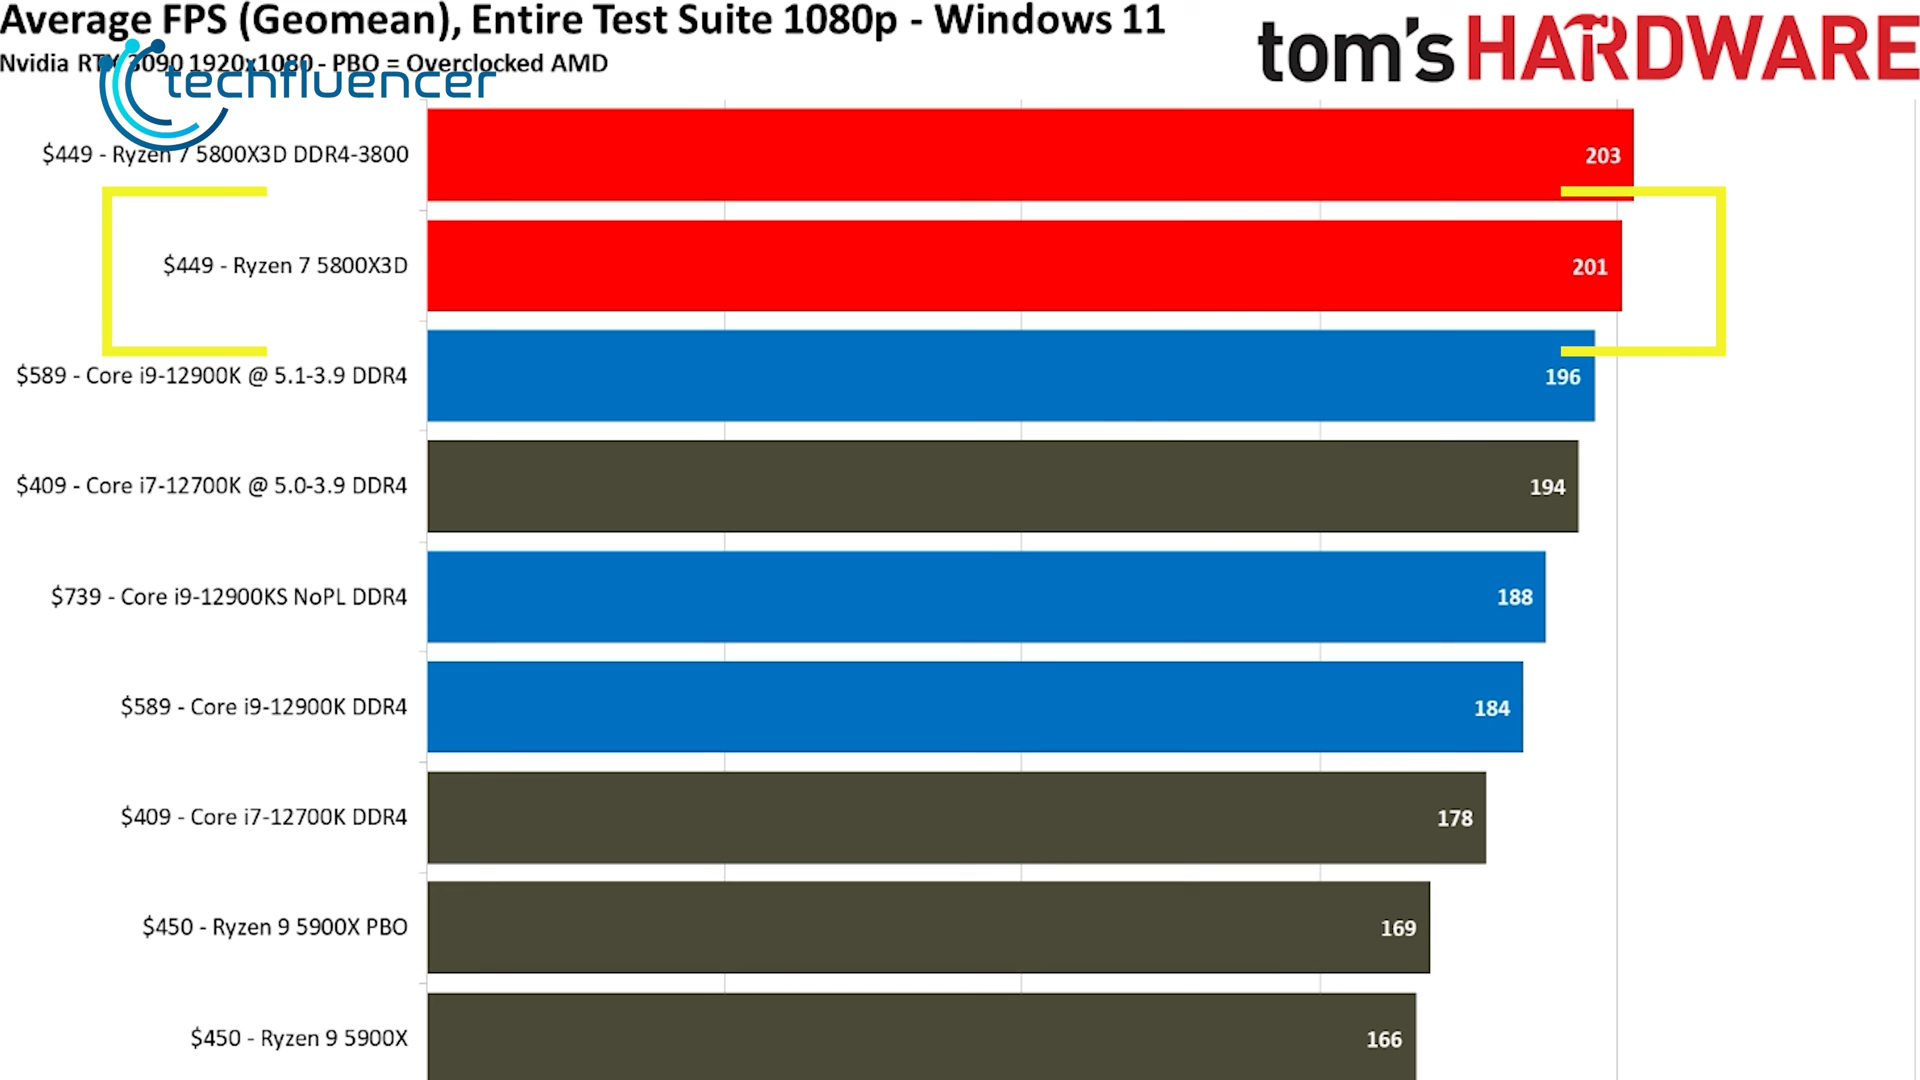 Average FPS (Geomean), Entire Test Suite 1080p - Windows 11
tom'sHARDWARE
Nvidia RTX 3090 1920x1080 - PBO = Overclocked AMD
techfluencer
$449 - Ryzen 7 5800X3D DDR4-3800
203
$449 - Ryzen 7 5800X3D
201
$589 - Core i9-12900K @ 5.1-3.9 DDR4
196
$409 - Core i7-12700K @ 5.0-3.9 DDR4
194
$739 - Core i9-12900KS NoPL DDR4
188
$589 - Core i9-12900K DDR4
184
$409 - Core i7-12700K DDR4
178
$450 - Ryzen 9 5900X PBO
169
$450 - Ryzen 9 5900X
166